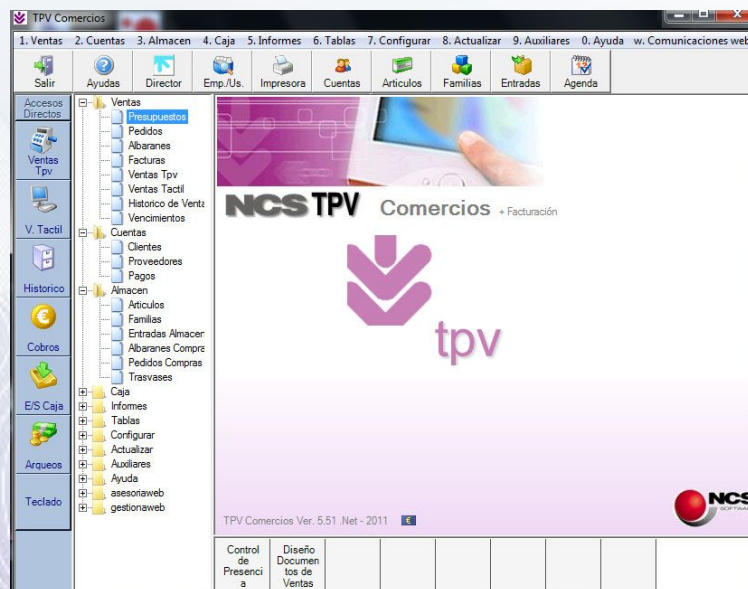 TPV Comercios
1. Ventas 2. Cuentas 3. Almacen 4. Caja 5. Informes 6. Tablas 7. Configurar 8. Actualizar 9. Auxiliares 0. Ayuda w. Comunicaciones web
Salir Ayudas Director Emp./Us. Impresora Cuentas Articulos Familias Entradas Agenda
Accesos
Directos
Ventas
Tpv
V. Tactil
Historico
Cobros
E/S Caja
Arqueos
Teclado
Ventas
Presupuestos
Pedidos
Albaranes
Facturas
Ventas Tpv
Ventas Tactil
Historico de Venta
Vencimientos
Cuentas
Clientes
Proveedores
Pagos
Almacen
Articulos
Familias
Entradas Almacen
Albaranes Compra
Pedidos Compras
Trasvases
Caja
Informes
Tablas
Configurar
Actualizar
Auxiliares
Ayuda
asesoriaweb
gestionaweb
NCS TPV Comercios + Facturación
tpv
NCS
SOFTWARE
TPV Comercios Ver. 5.51 .Net - 2011 €
Control
de
Presenci
a
Diseño
Documen
tos de
Ventas